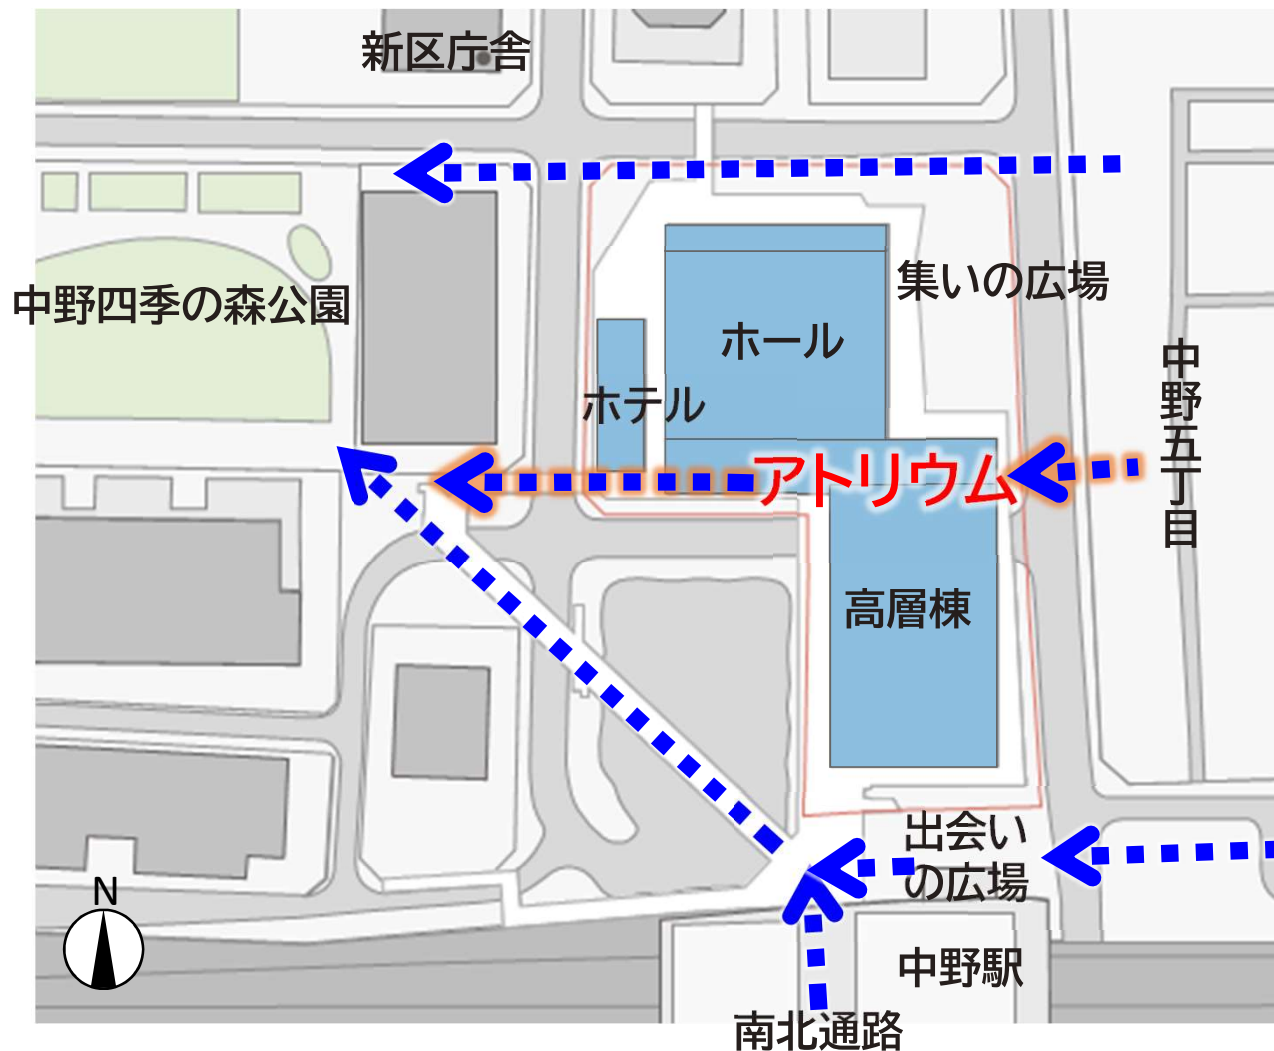 新区庁舎
集いの広場
中野四季の森公園
ホール
ホテル
中野五丁目
アトリウム
高層棟
出会い
の広場
N
中野駅
南北通路